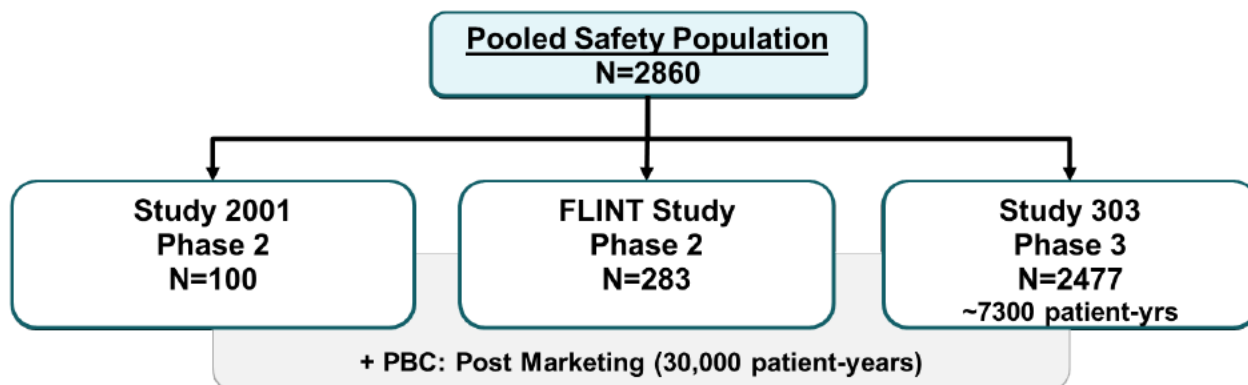 Pooled Safety Population
N=2860
Study 2001
Phase 2
N=100
FLINT Study
Phase 2
N=283
Study 303
Phase 3
N=2477
~7300 patient-yrs
+ PBC: Post Marketing (30,000 patient-years)